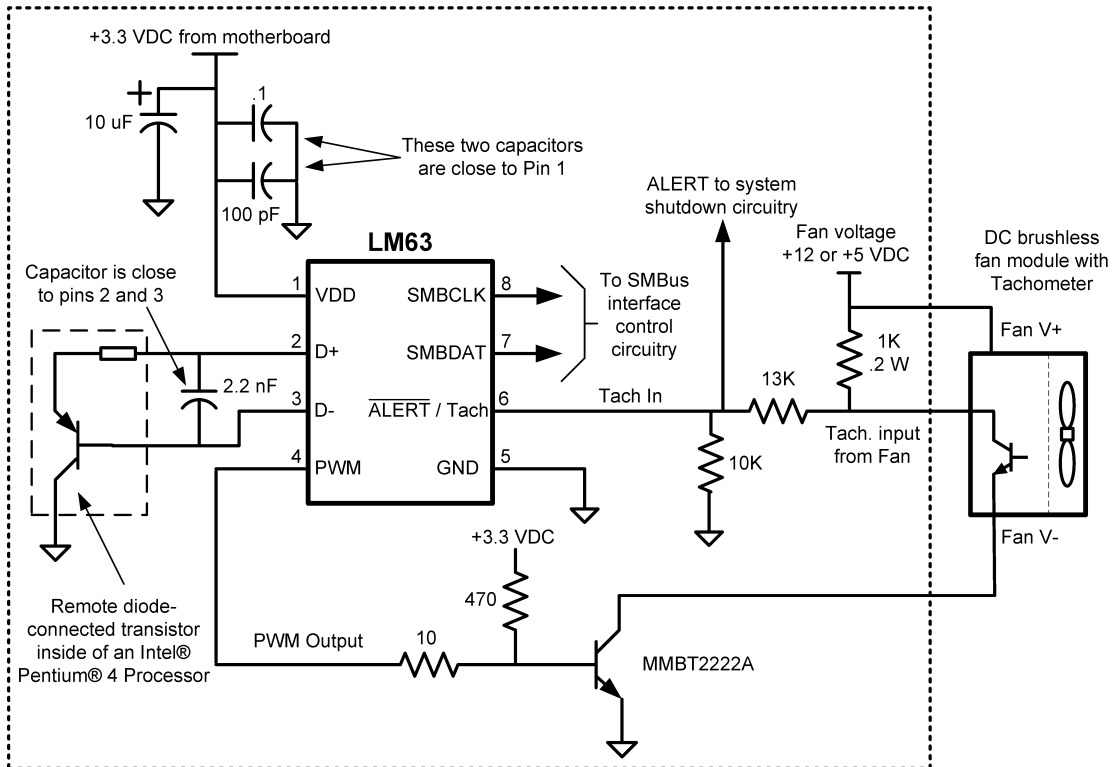 +3.3 VDC from motherboard
+
10 uF
.1
100 pF
These two capacitors
are close to Pin 1
ALERT to system
shutdown circuitry
Fan voltage
+12 or +5 VDC
DC brushless
fan module with
Tachometer
LM63
Capacitor is close
to pins 2 and 3
1
VDD
SMBCLK
8
2
D+
SMBDAT
7
3
D-
ALERT / Tach
6
4
PWM
GND
5
To SMBus
interface
control
circuitry
2.2 nF
Tach In
13K
1K
.2 W
Fan V+
10K
Tach. input
from Fan
Fan V-
+3.3 VDC
470
Remote diode-
connected transistor
inside of an Intel®
Pentium® 4 Processor
PWM Output
10
MMBT2222A